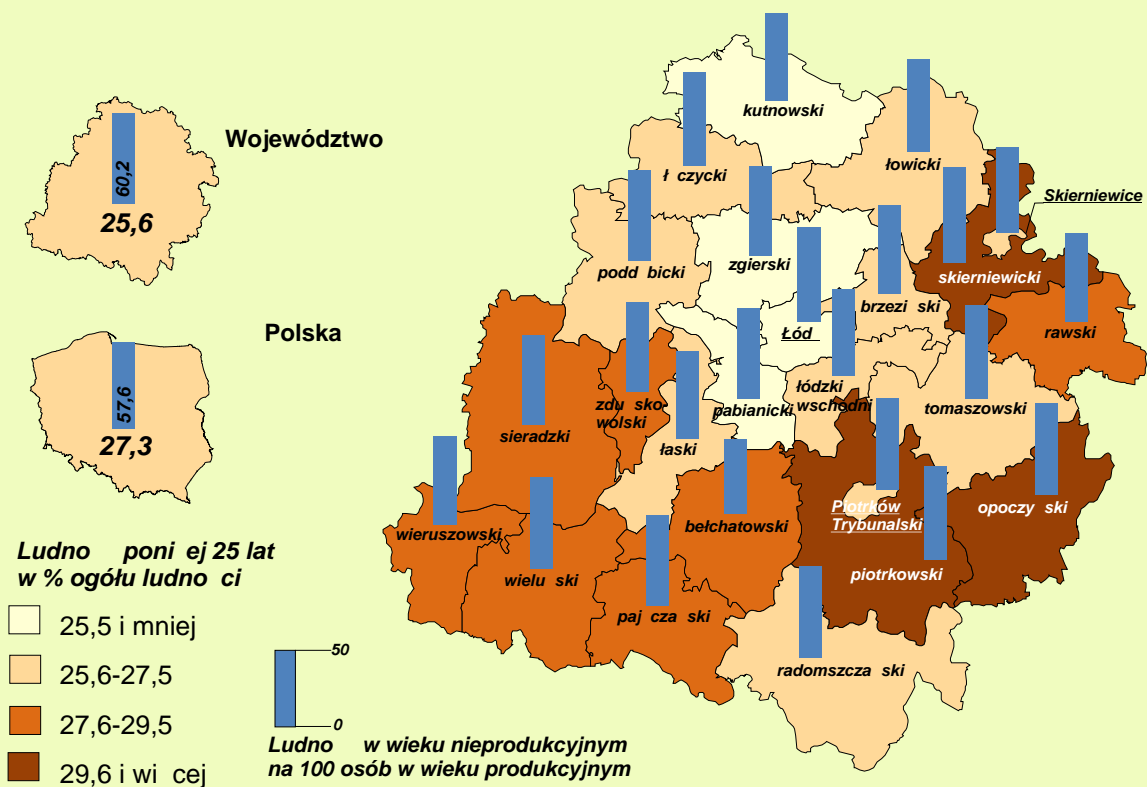 Województwo
60,2
25,6
Polska
57,6
27,3
kutnowski
ł czycki
łowicki
Skierniewice
podd bicki
zgierski
skierniewicki
brzezi ski
rawski
Łód
zdu sko-
wólski
pabianicki
łódzki
wschodni
tomaszowski
sieradzki
łaski
wieruszowski
bełchatowski
Piotrków
Trybunalski
opoczy ski
wielu ski
paj cza ski
piotrkowski
radomszcza ski
Ludno poni ej 25 lat
w % ogółu ludno ci
25,5 i mniej
25,6-27,5
27,6-29,5
29,6 i wi cej
50
0
Ludno w wieku nieprodukcyjnym
na 100 osób w wieku produkcyjnym